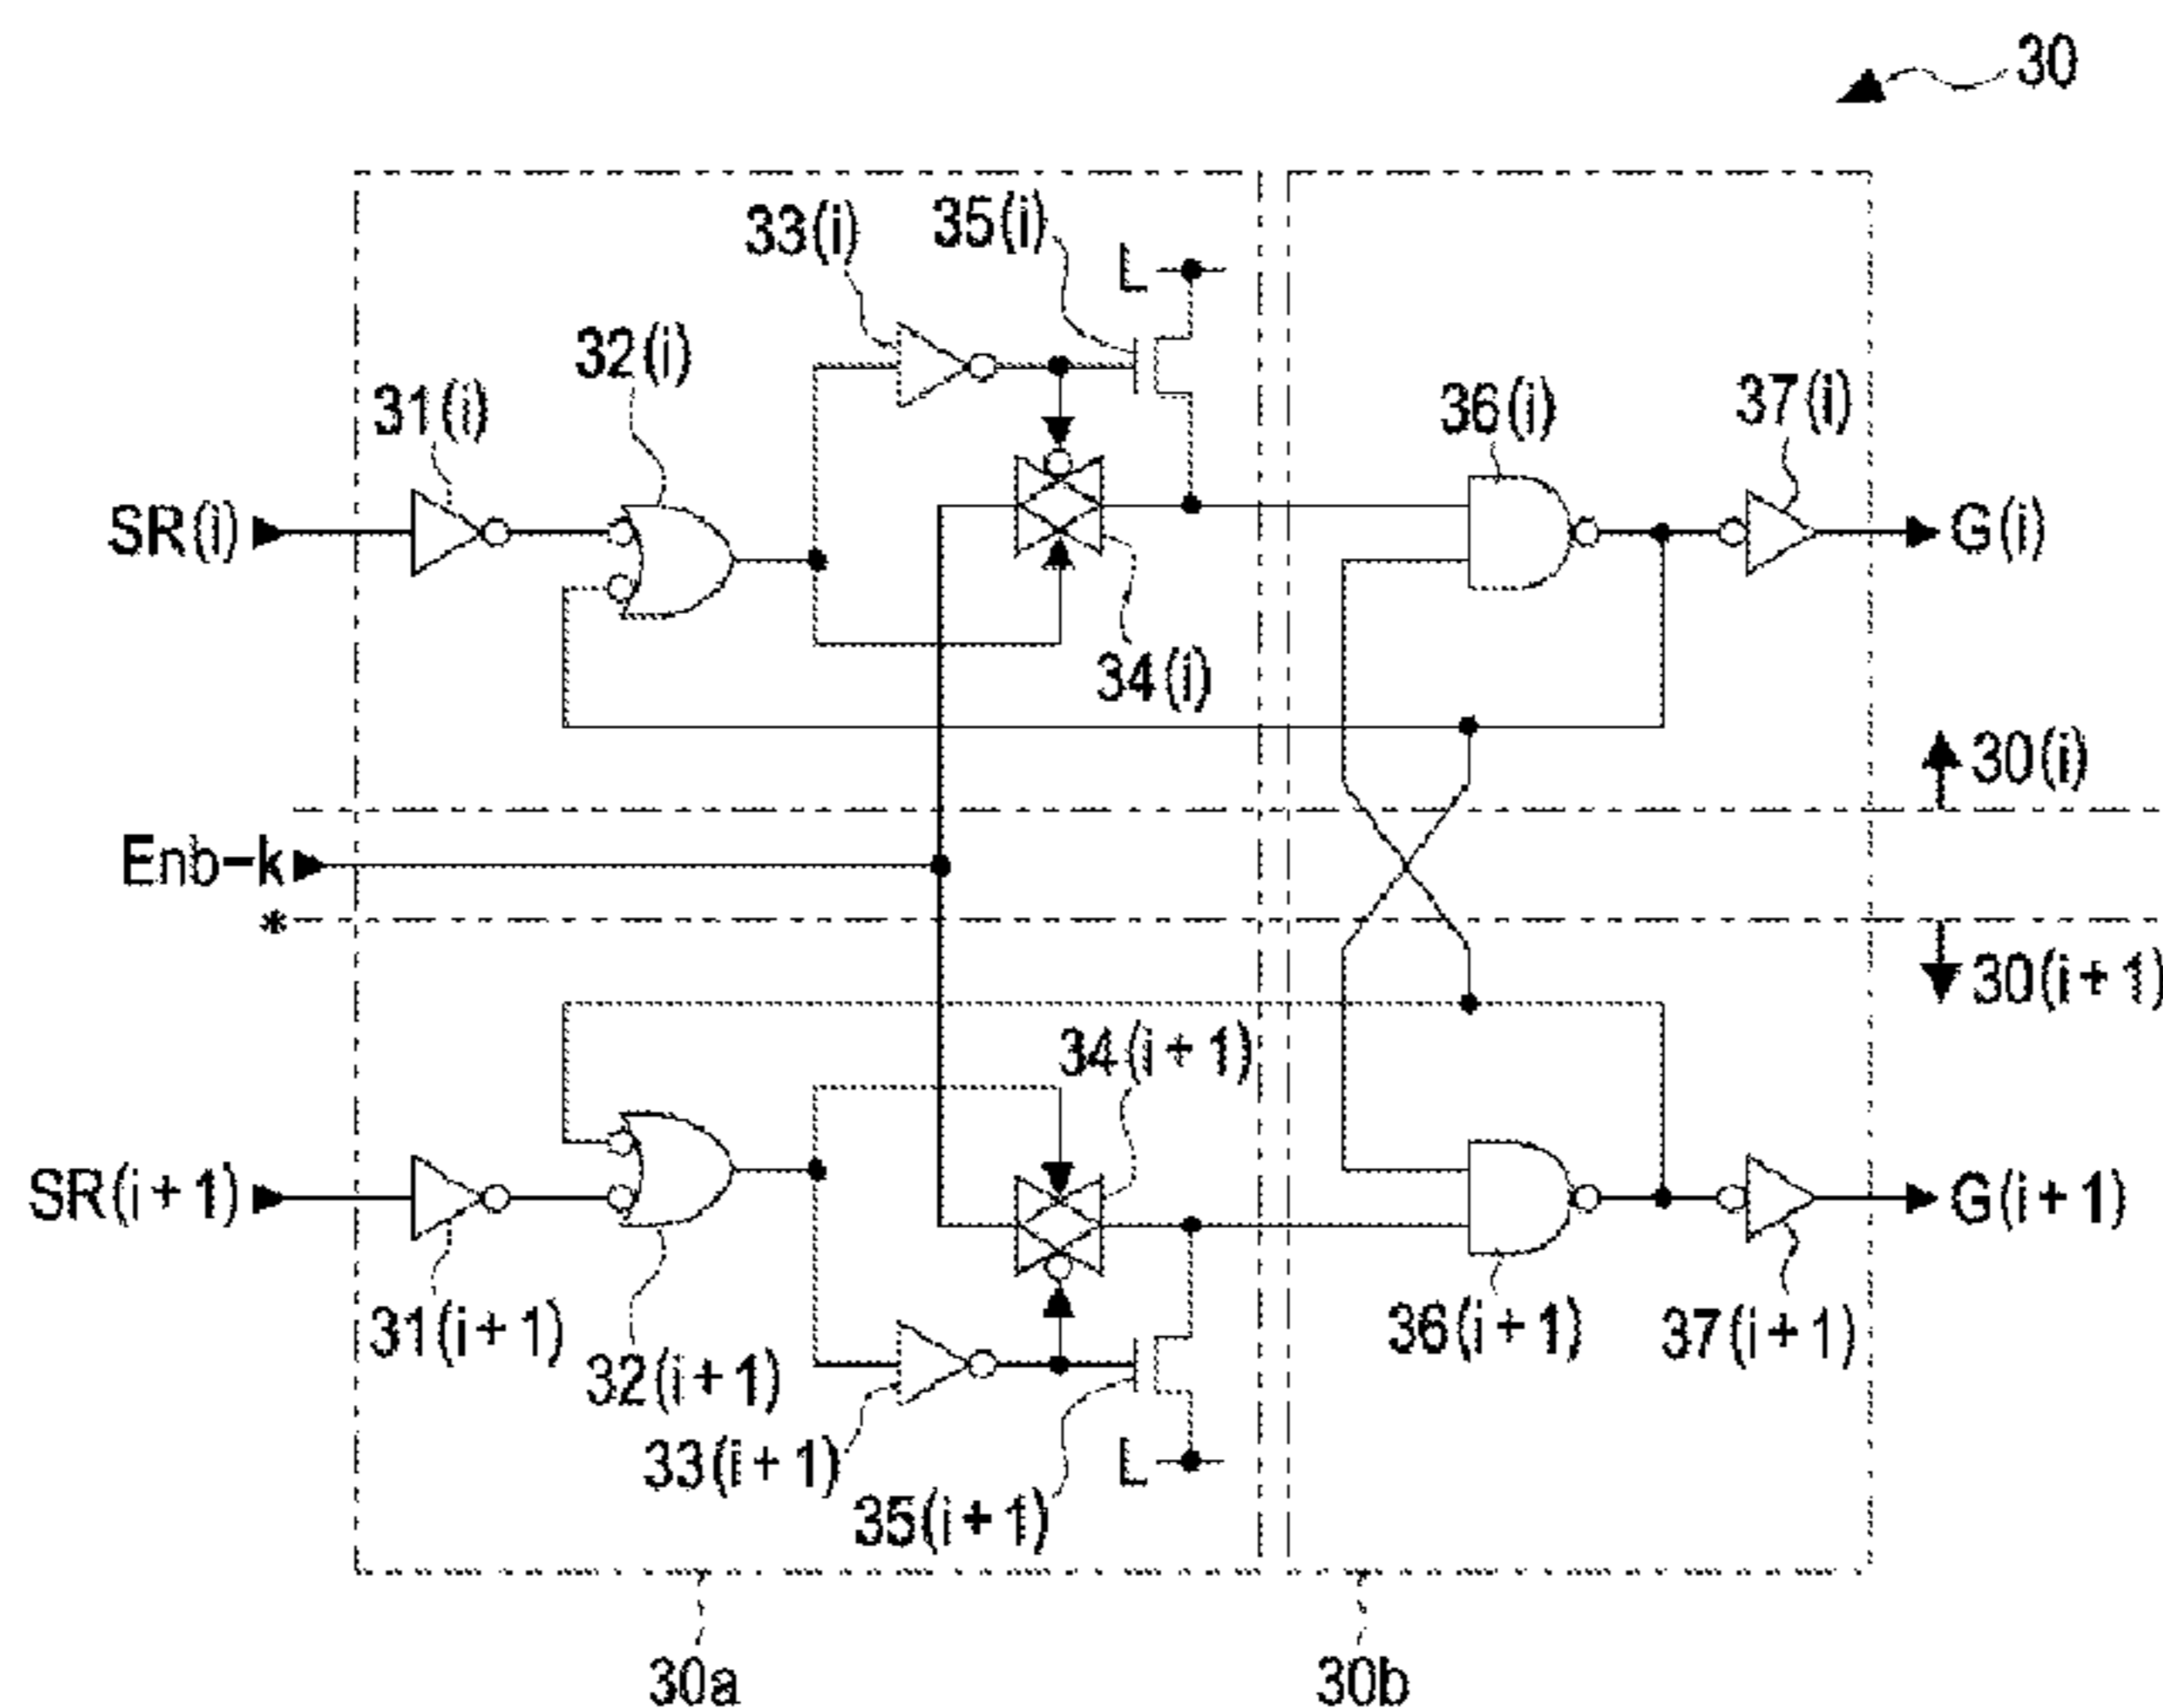 30
33(i)
35(i)
L
32(i)
31(i)
36(i)
37(i)
SR(i)
G(i)
34(i)
30(i)
Enb-k
*
30(i+1)
34(i+1)
SR(i+1)
G(i+1)
31(i+1)
36(i+1)
37(i+1)
32(i+1)
33(i+1)
L
35(i+1)
30a
30b